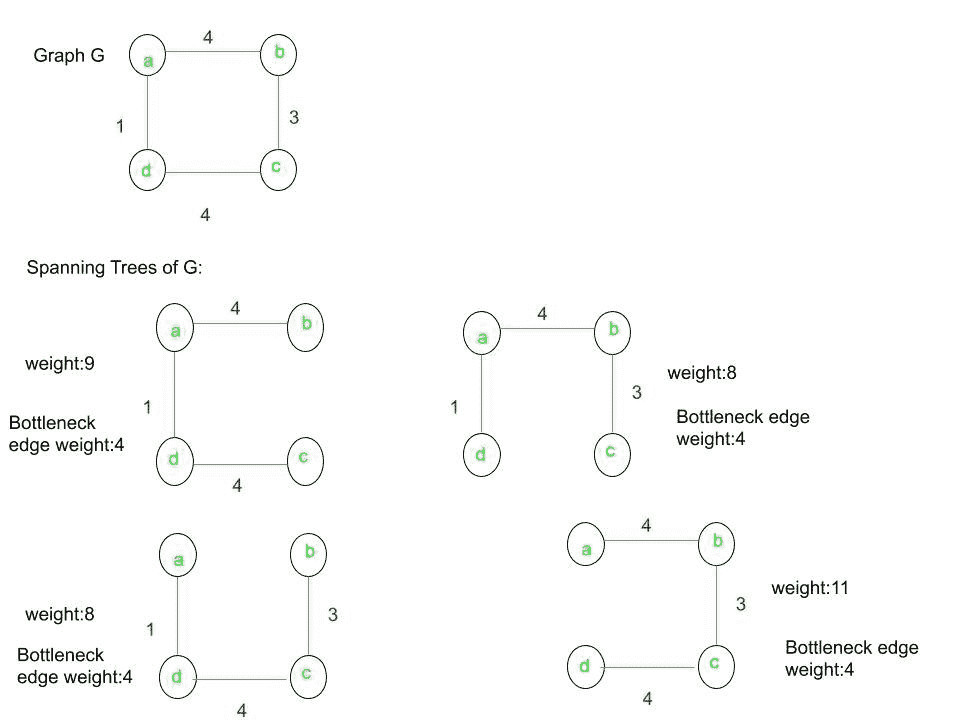 4
Graph G
a
b
1
3
d
c
4
Spanning Trees of G:
4
a
b
weight:9
1
Bottleneck
edge weight:4
d
c
4
4
a
b
weight:8
3
1
Bottleneck edge
weight:4
d
c
a
b
weight:8
1
3
Bottleneck
edge weight:4
d
c
4
4
a
b
weight:11
3
Bottleneck edge
weight:4
d
c
4